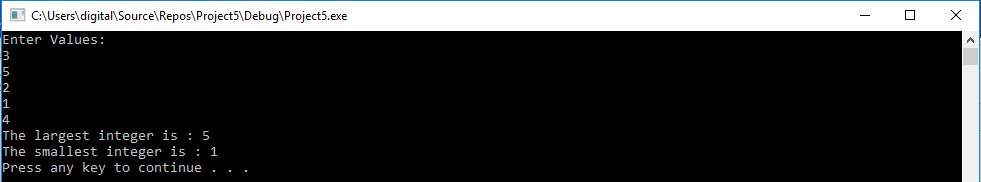 C:\Users\digital\Source\Repos\Project5\Debug\Project5.exe
Enter Values:
3
5
2
1
4
The largest integer is : 5
The smallest integer is : 1
Press any key to continue . . .